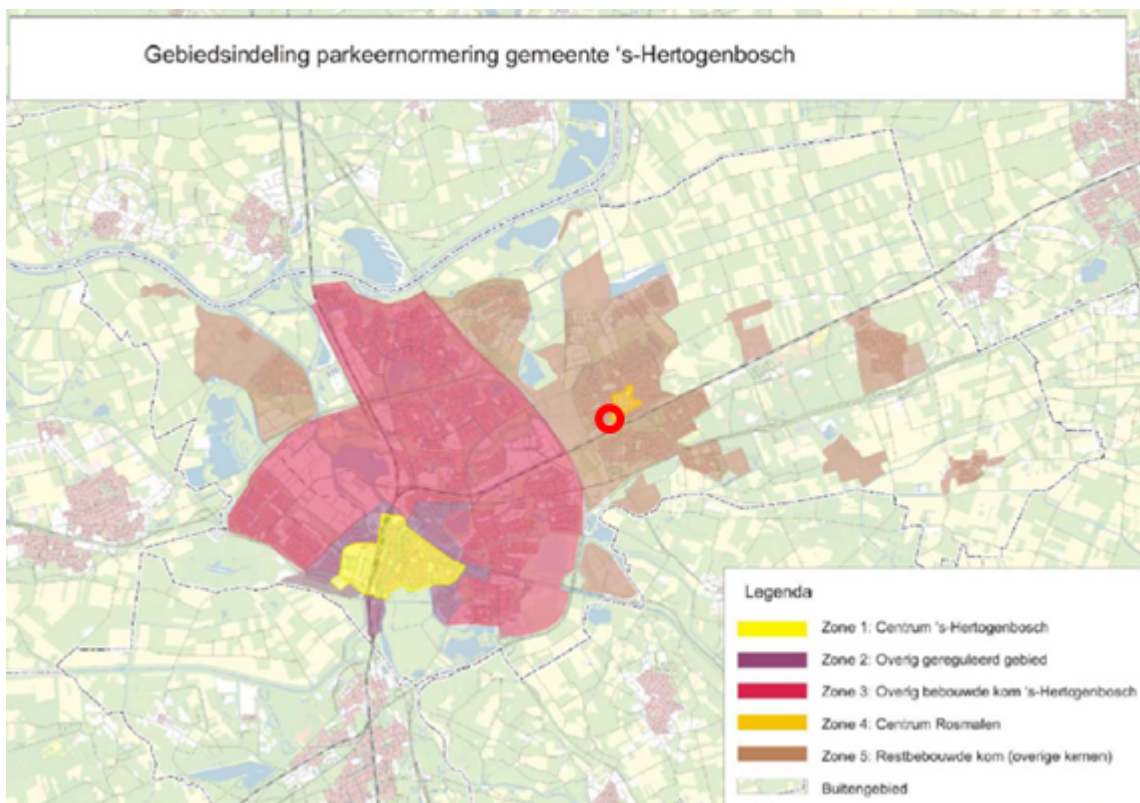 Gebiedsindeling parkeernormering gemeente 's-Hertogenbosch
Legenda
Zone 1: Centrum 's-Hertogenbosch
Zone 2: Overig gereguleerd gebied
Zone 3: Overig bebouwde kom 's-Hertogenbosch
Zone 4: Centrum Rosmalen
Zone 5: Restbebouwde kom (overige kernen)
Buitengebied